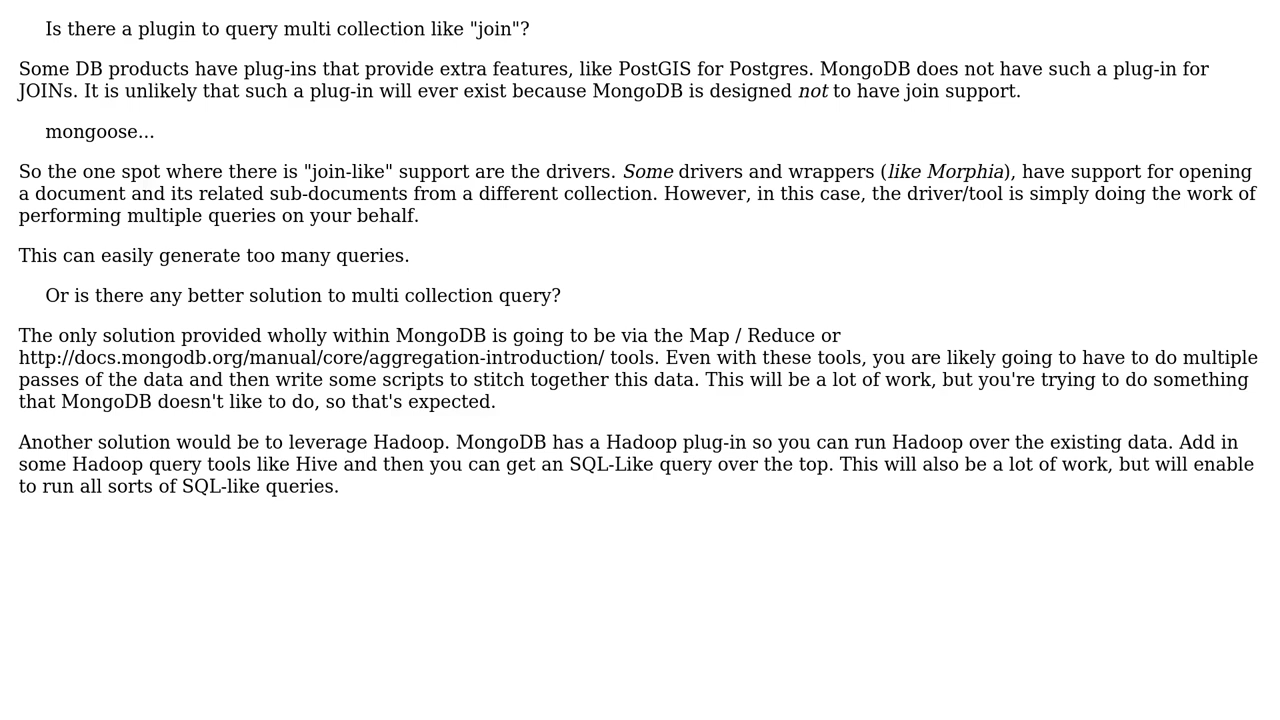 Is there a plugin to query multi collection like "join"?
Some DB products have plug-ins that provide extra features, like PostGIS for Postgres. MongoDB does not have such a plug-in for
JOINs. It is unlikely that such a plug-in will ever exist because MongoDB is designed not to have join support.
mongoose...
So the one spot where there is "join-like" support are the drivers. Some drivers and wrappers (like Morphia), have support for opening
a document and its related sub-documents from a different collection. However, in this case, the driver/tool is simply doing the work of
performing multiple queries on your behalf.
This can easily generate too many queries.
Or is there any better solution to multi collection query?
The only solution provided wholly within MongoDB is going to be via the Map / Reduce or
http://docs.mongodb.org/manual/core/aggregation-introduction/ tools. Even with these tools, you are likely going to have to do multiple
passes of the data and then write some scripts to stitch together this data. This will be a lot of work, but you're trying to do something
that MongoDB doesn't like to do, so that's expected.
Another solution would be to leverage Hadoop. MongoDB has a Hadoop plug-in so you can run Hadoop over the existing data. Add in
some Hadoop query tools like Hive and then you can get an SQL-Like query over the top. This will also be a lot of work, but will enable
to run all sorts of SQL-like queries.